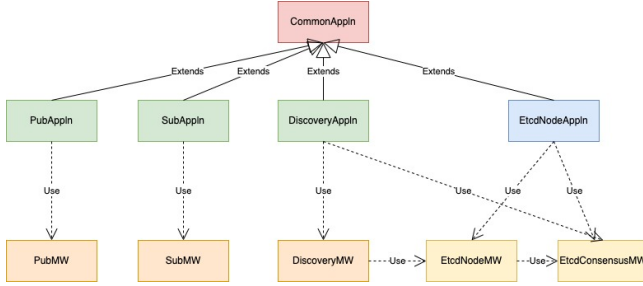 CommonAppln
Extends
Extends
Extends
Extends
PubAppln
SubAppln
DiscoveryAppln
EtcdNodeAppln
Use
Use
Use
Use
Use
Use
PubMW
SubMW
DiscoveryMW
Use
EtcdNodeMW
Use
EtcdConsensusMW